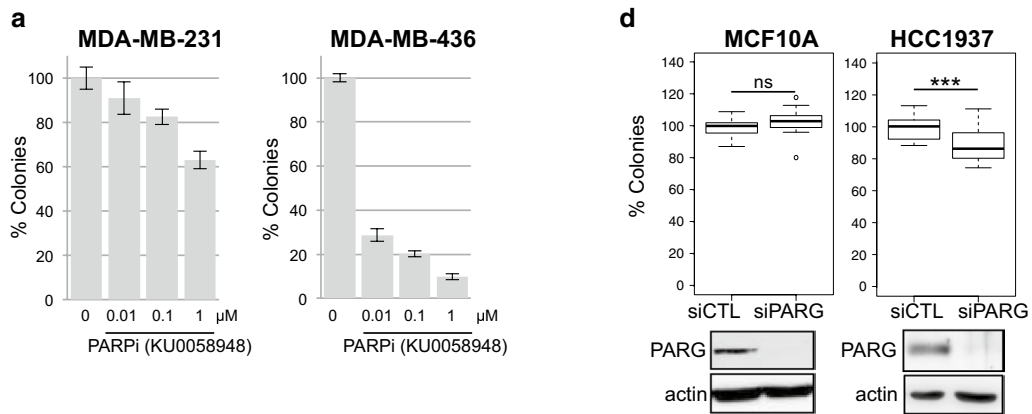 a
MDA-MB-231
% Colonies
100
80
60
40
20
0
0 0.01 0.1 1 µM
PARPi (KU0058948)
MDA-MB-436
% Colonies
100
80
60
40
20
0
0 0.01 0.1 1 µM
PARPi (KU0058948)
d
MCF10A
% Colonies
140
120
100
80
60
40
20
0
ns
siCTL siPARG
PARG
actin
HCC1937
140
120
100
80
60
40
20
0
***
siCTL siPARG
PARG
actin